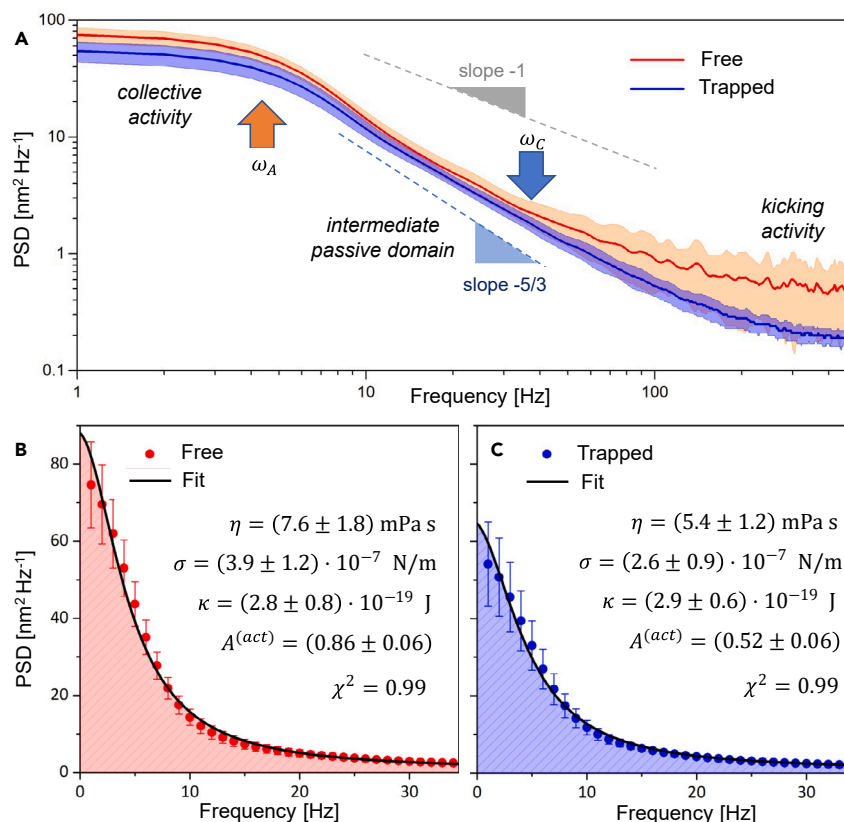 A
100
10
1
0.1
PSD [nm² Hz⁻¹]
collective
activity
ω_A
slope -1
Free
Trapped
ω_C
intermediate
passive domain
slope -5/3
kicking
activity
1
10
100
Frequency [Hz]
B
80
60
40
20
0
PSD [nm² Hz⁻¹]
Free
Fit
η = (7.6 ± 1.8) mPa s
σ = (3.9 ± 1.2) · 10⁻⁷ N/m
κ = (2.8 ± 0.8) · 10⁻¹⁹ J
A⁽ᵃᶜᵗ⁾ = (0.86 ± 0.06)
χ² = 0.99
0
20
30
Frequency [Hz]
C
Trapped
Fit
η = (5.4 ± 1.2) mPa s
σ = (2.6 ± 0.9) · 10⁻⁷ N/m
κ = (2.9 ± 0.6) · 10⁻¹⁹ J
A⁽ᵃᶜᵗ⁾ = (0.52 ± 0.06)
χ² = 0.99
0
10
20
30
Frequency [Hz]